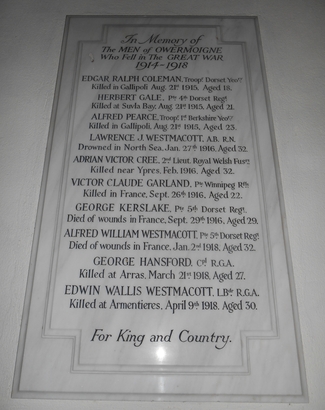 In Memory of
The MEN of OWERMOIGNE
Who Fell in The GREAT WAR
1914-1918
EDGAR RALPH COLEMAN, Troopr Dorset Yeory
Killed in Gallipoli Aug. 21st 1915. Aged 18.
HERBERT GALE, Pte 4th Dorset Regt
Killed at Suvla Bay, Aug. 21st 1915. Aged 21.
ALFRED PEARCE, Troopr 1st Berkshire Yeory
Killed in Gallipoli, Aug. 21st 1915. Aged 23.
LAWRENCE J. WESTMACOTT, A.B. R.N.
Drowned in North Sea, Jan. 27th 1916. Aged 32.
ADRIAN VICTOR CREE, 2nd Lieut. Royal Welsh Fusrs
Killed near Ypres, Feb. 1916. Aged 32.
VICTOR CLAUDE GARLAND, Pte Winnipeg Rfls
Killed in France, Sept. 26th 1916. Aged 22.
GEORGE KERSLAKE, Pte 5th Dorset Regt
Died of wounds in France, Sept. 29th 1916. Aged 29.
ALFRED WILLIAM WESTMACOTT, Pte 5th Dorset Regt
Died of wounds in France, Jan. 2nd 1918. Aged 32.
GEORGE HANSFORD, Cpl R.G.A.
Killed at Arras, March 21st 1918. Aged 27.
EDWIN WALLIS WESTMACOTT, L.Bdr R.G.A.
Killed at Armentieres, April 9th 1918. Aged 30.
For King and Country.